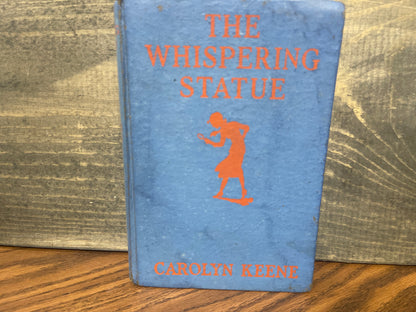 THE
WHISPERING
STATUE
CAROLYN KEENE